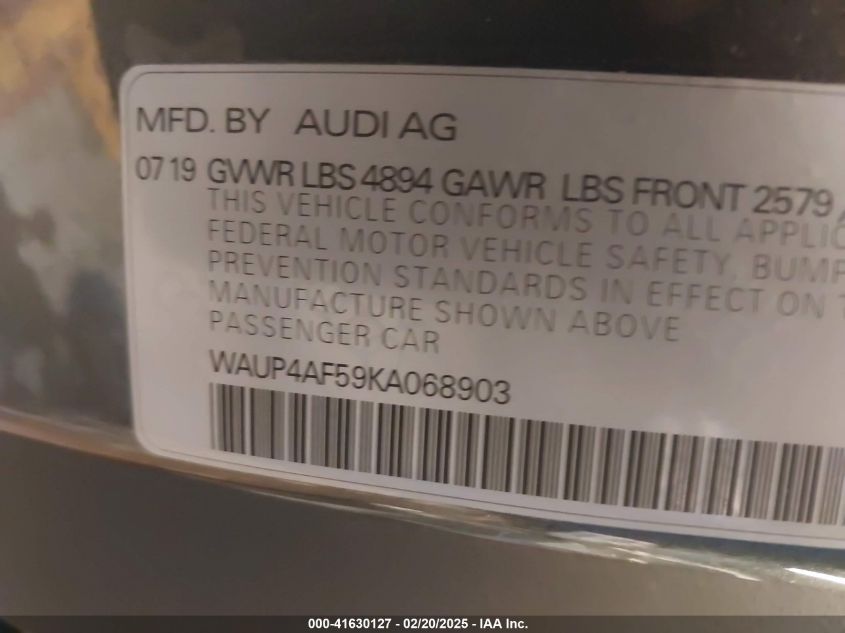 MFD. BY AUDI AG
07 19 GVWR LBS 4894 GAWR LBS FRONT 2579
THIS VEHICLE CONFORMS TO ALL APPLIC
FEDERAL MOTOR VEHICLE SAFETY, BUMP
PREVENTION STANDARDS IN EFFECT ON
MANUFACTURE SHOWN ABOVE
PASSENGER CAR
WAUP4AF59KA068903
000-41630127 - 02/20/2025 - IAA Inc.